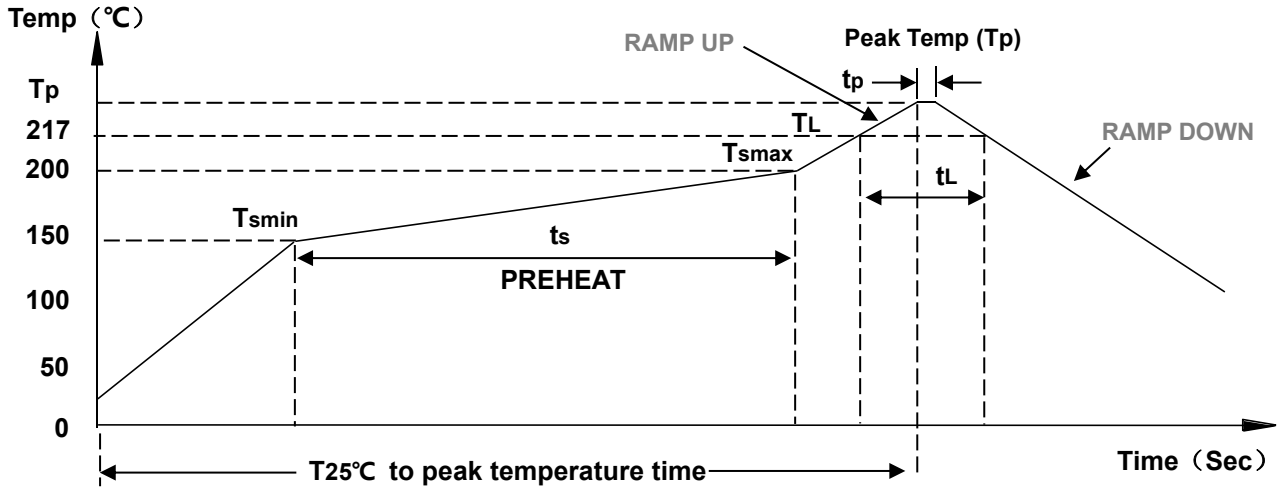 Temp（℃）
RAMP UP
Peak Temp (Tp)
tp
Tp
217
TL
RAMP DOWN
200
Tsmax
tL
Tsmin
150
ts
PREHEAT
100
50
0
T25℃ to peak temperature time
Time（Sec）